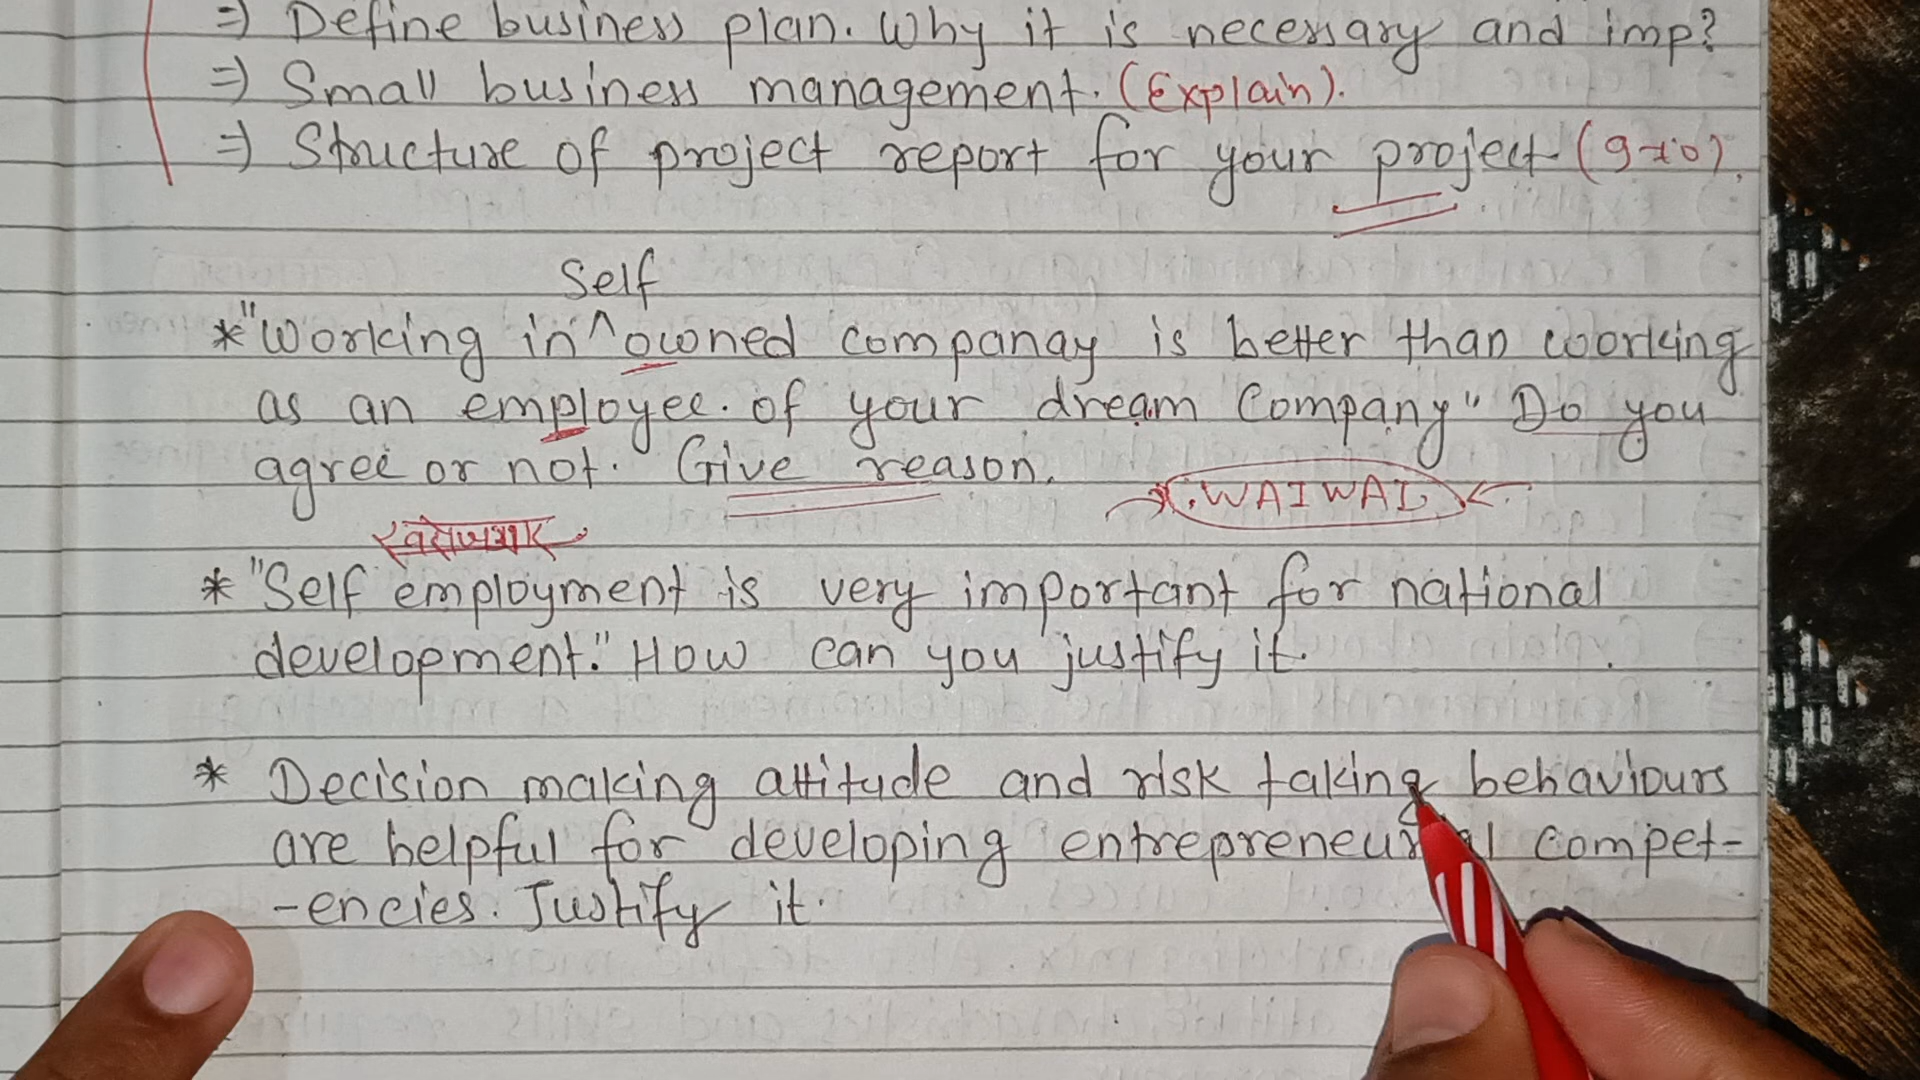 =) Define business plan. Why it is necessary and imp?
=) Small business management. (Explain).
=) Structure of project report for your project
Self
*"Working in ^ owned companay is better than working
as an employee. of your dream Company" Do you
agree or not. Give reason.
WAIWAI
*"Self employment is very important for national
development." How can you justify it.
* Decision making attitude and risk taking behaviours
are helpful for developing entrepreneurial compet-
-encies. Justify it.